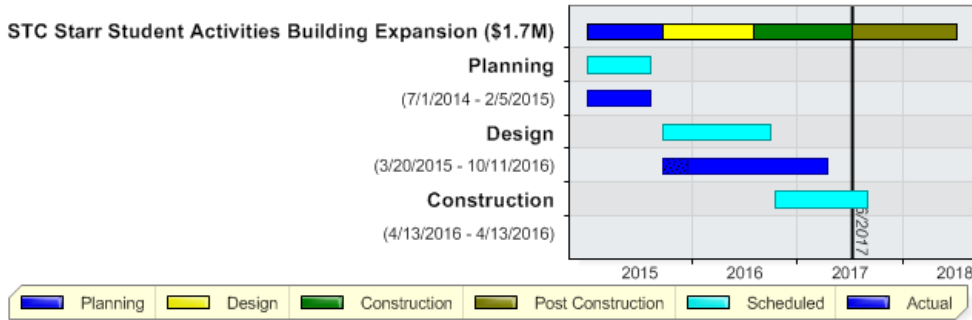 STC Starr Student Activities Building Expansion ($1.7M)
Planning
(7/1/2014 - 2/5/2015)
Design
(3/20/2015 - 10/11/2016)
Construction
(4/13/2016 - 4/13/2016)
/2017
2015 2016 2017 2018
Planning Design Construction Post Construction Scheduled Actual